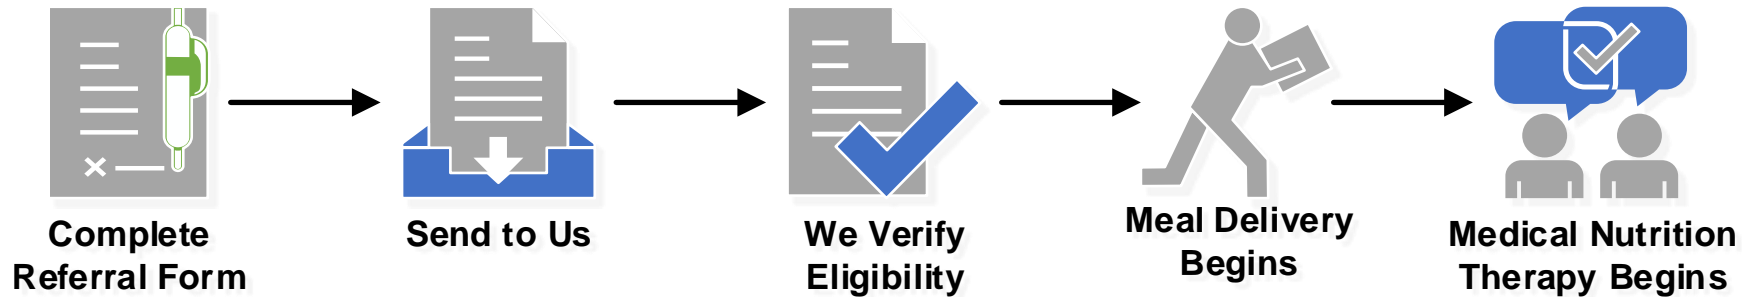 Complete
Referral Form
Send to Us
We Verify
Eligibility
Meal Delivery
Begins
Medical Nutrition
Therapy Begins